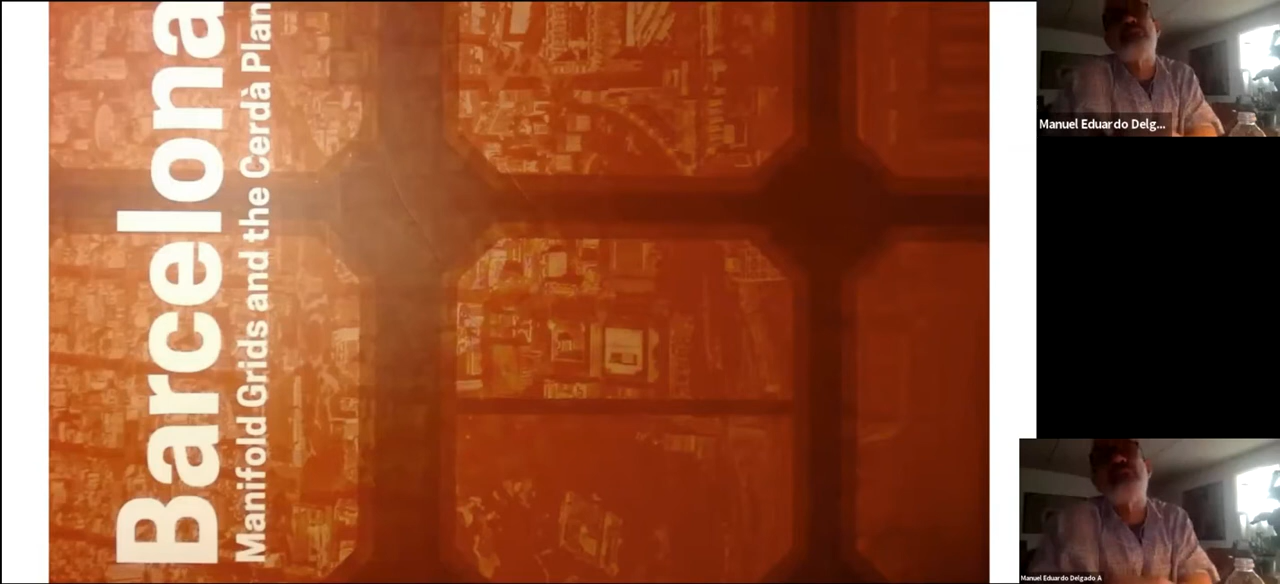 Barcelona
Manifold Grids and the Cerdà Plan
Manuel Eduardo Delg...
Manuel Eduardo Delgado A